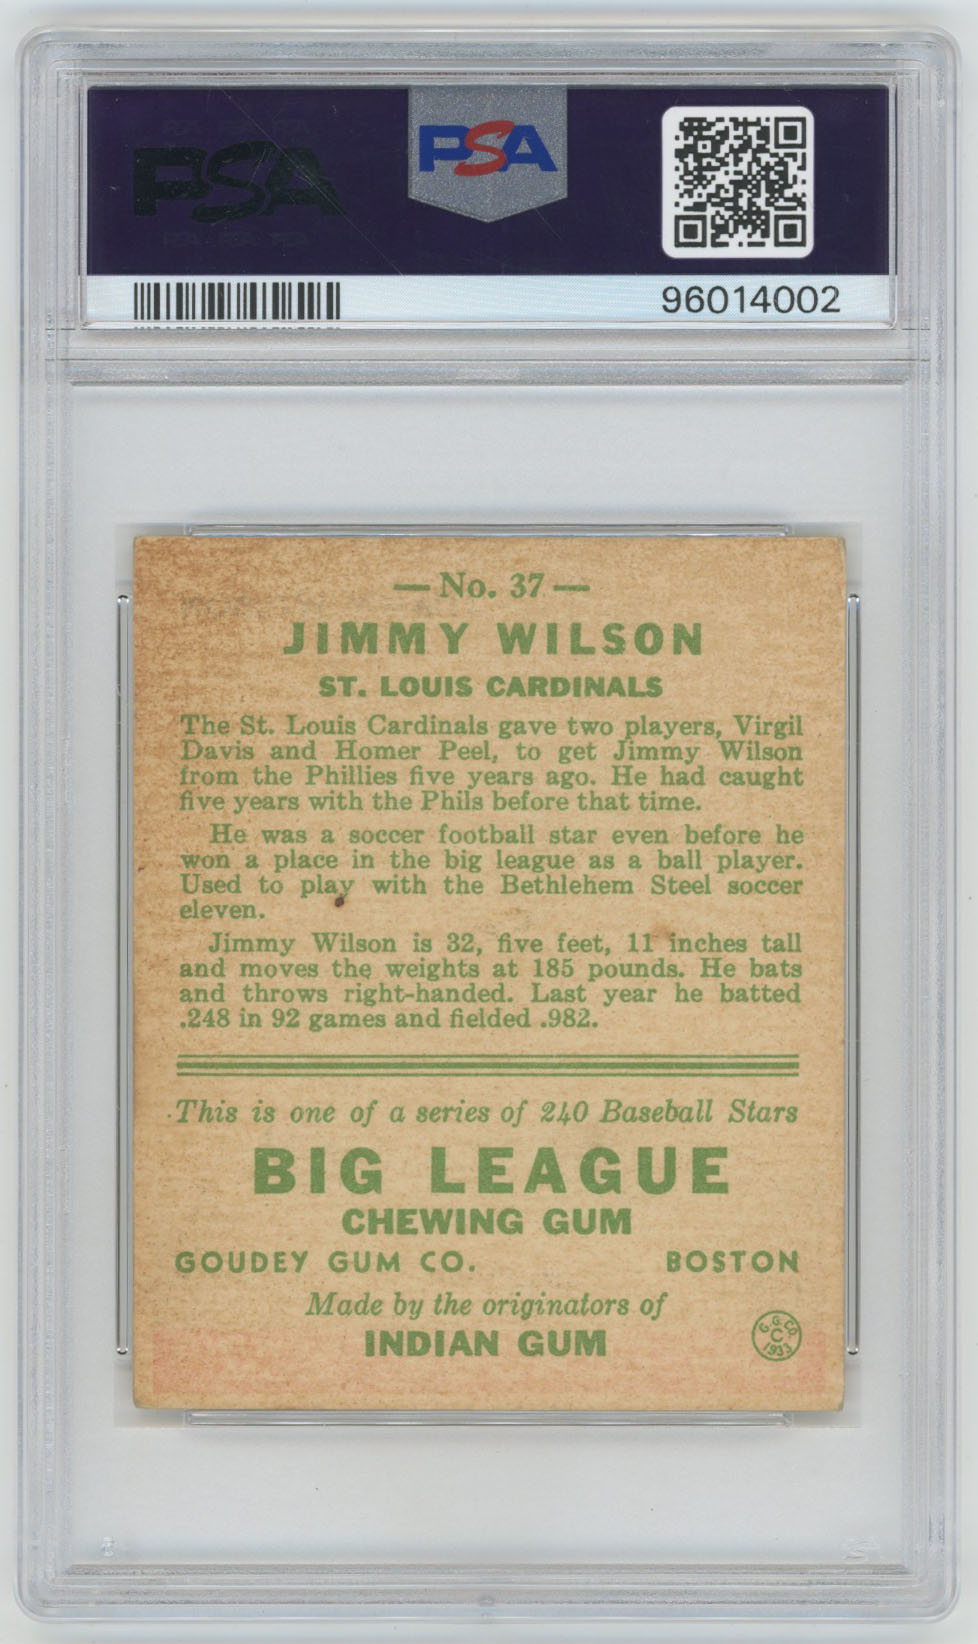 PSA
PSA
96014002
— No. 37 —
JIMMY WILSON
ST. LOUIS CARDINALS
The St. Louis Cardinals gave two players, Virgil
Davis and Homer Peel, to get Jimmy Wilson
from the Phillies five years ago. He had caught
five years with the Phils before that time.
He was a soccer football star even before he
won a place in the big league as a ball player.
Used to play with the Bethlehem Steel soccer
eleven.
Jimmy Wilson is 32, five feet, 11 inches tall
and moves the weights at 185 pounds. He bats
and throws right-handed. Last year he batted
.248 in 92 games and fielded .982.
This is one of a series of 240 Baseball Stars
BIG LEAGUE
CHEWING GUM
GOUDEY GUM CO. BOSTON
Made by the originators of
INDIAN GUM
G.G.CO.
C
1933